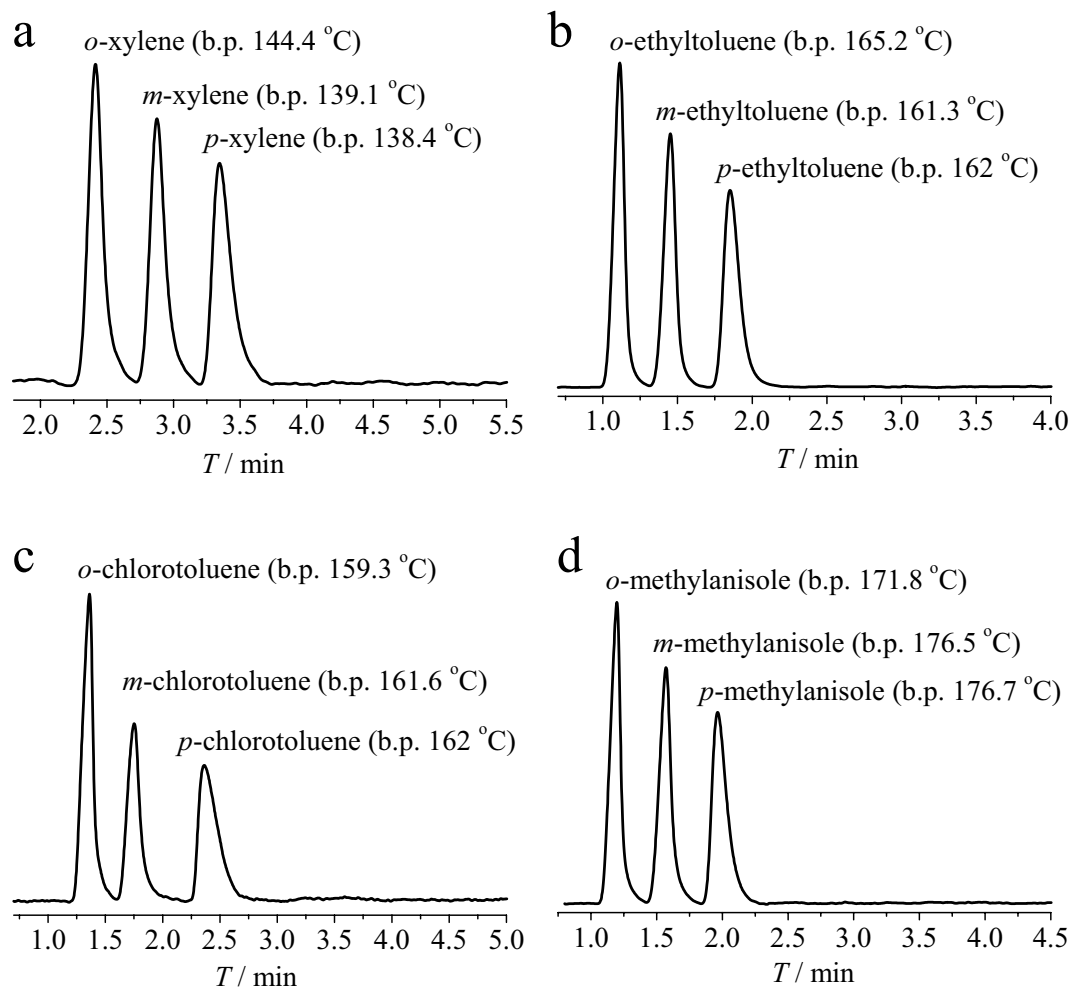 a
o-xylene (b.p. 144.4 °C)
m-xylene (b.p. 139.1 °C)
p-xylene (b.p. 138.4 °C)
2.0 2.5 3.0 3.5 4.0 4.5 5.0 5.5
T / min
b
o-ethyltoluene (b.p. 165.2 °C)
m-ethyltoluene (b.p. 161.3 °C)
p-ethyltoluene (b.p. 162 °C)
1.0 1.5 2.0 2.5 3.0 3.5 4.0
T / min
c
o-chlorotoluene (b.p. 159.3 °C)
m-chlorotoluene (b.p. 161.6 °C)
p-chlorotoluene (b.p. 162 °C)
1.0 1.5 2.0 2.5 3.0 3.5 4.0 4.5 5.0
T / min
d
o-methylanisole (b.p. 171.8 °C)
m-methylanisole (b.p. 176.5 °C)
p-methylanisole (b.p. 176.7 °C)
1.0 1.5 2.0 2.5 3.0 3.5 4.0 4.5
T / min